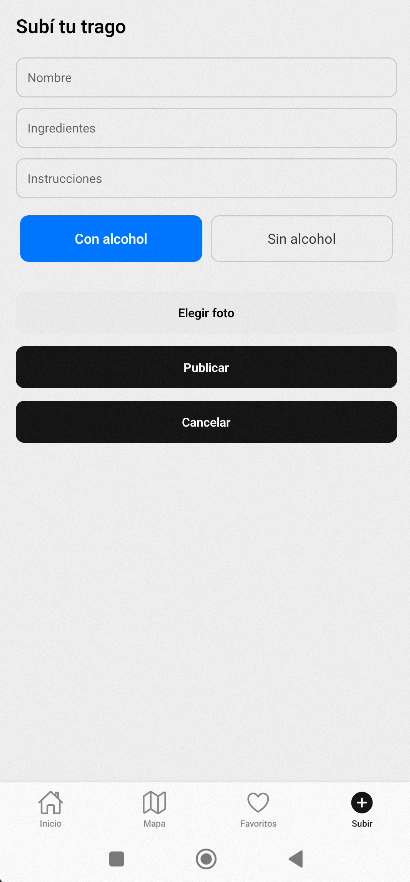 Subí tu trago
Nombre
Ingredientes
Instrucciones
Con alcohol
Sin alcohol
Elegir foto
Publicar
Cancelar
Inicio
Mapa
Favoritos
Subir